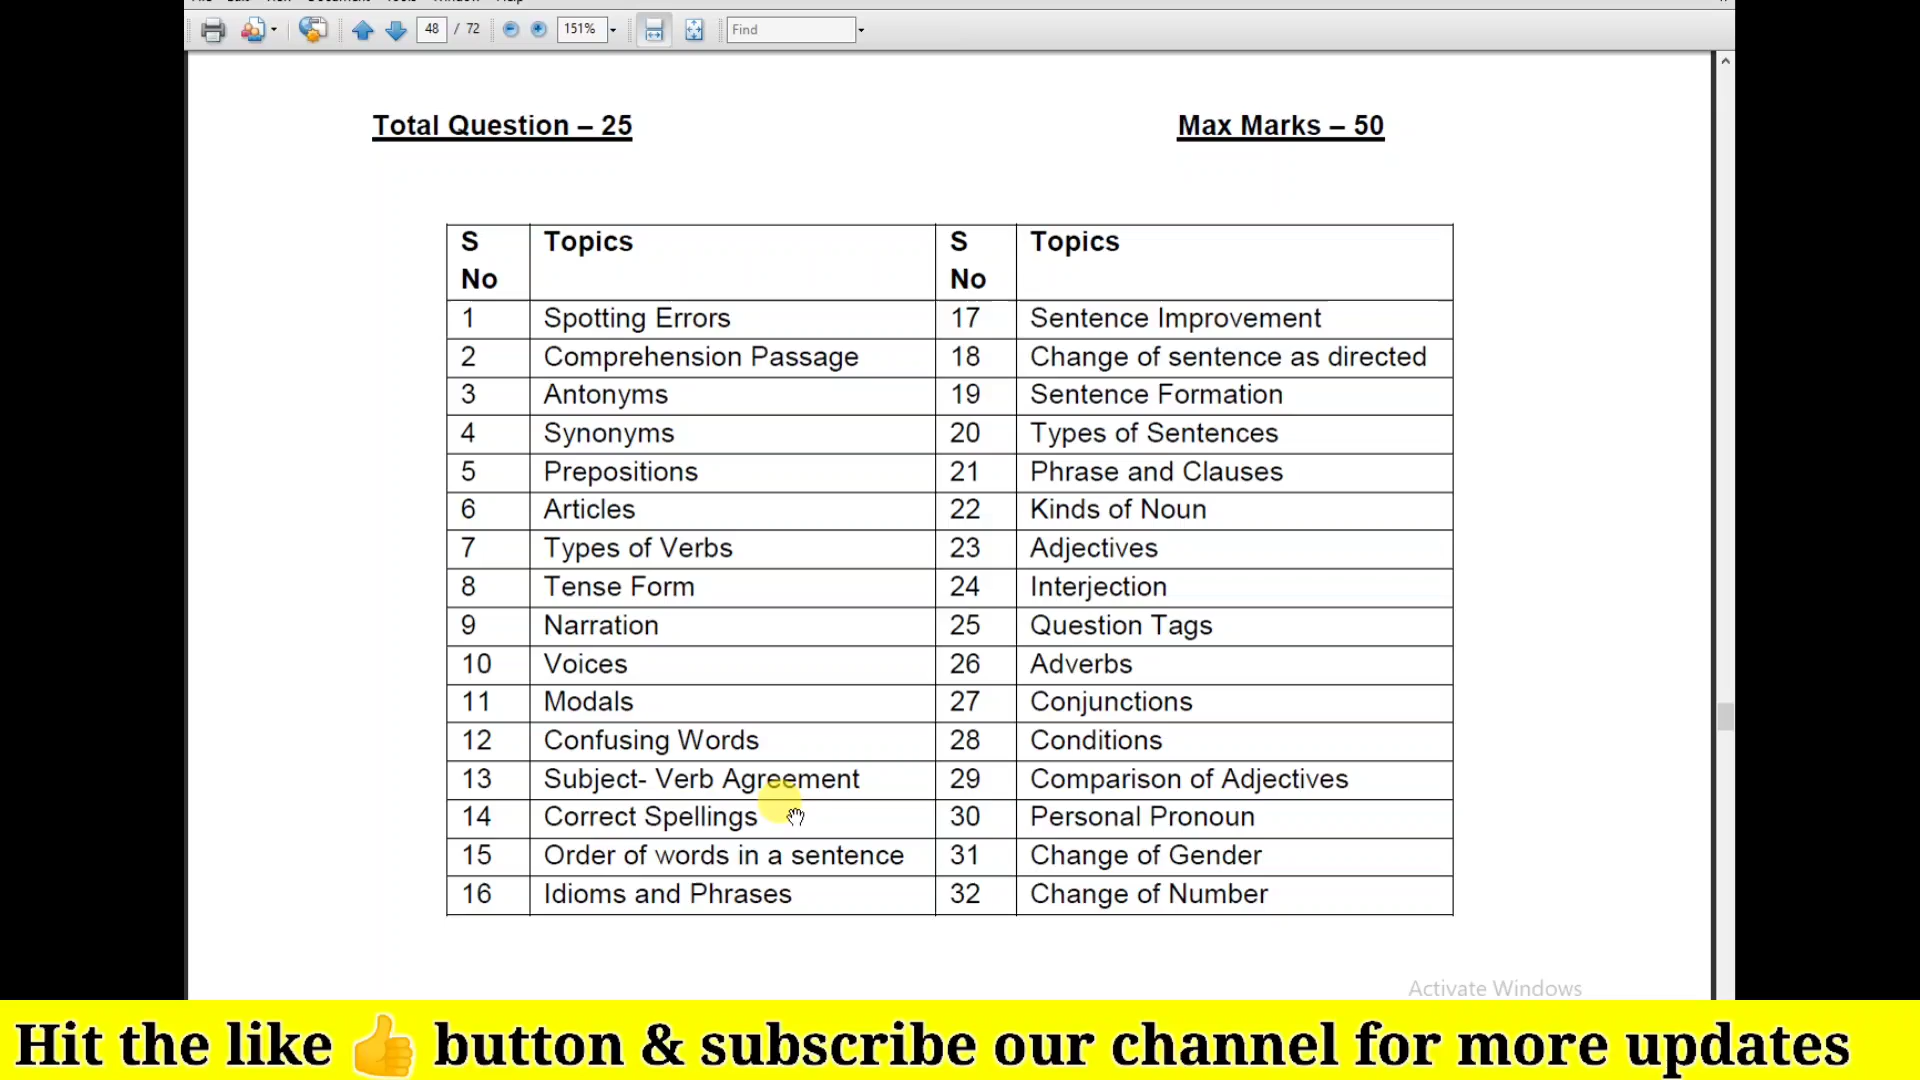 48 / 72 151% Find
Total Question – 25 Max Marks – 50
S No Topics S No Topics
1 Spotting Errors 17 Sentence Improvement
2 Comprehension Passage 18 Change of sentence as directed
3 Antonyms 19 Sentence Formation
4 Synonyms 20 Types of Sentences
5 Prepositions 21 Phrase and Clauses
6 Articles 22 Kinds of Noun
7 Types of Verbs 23 Adjectives
8 Tense Form 24 Interjection
9 Narration 25 Question Tags
10 Voices 26 Adverbs
11 Modals 27 Conjunctions
12 Confusing Words 28 Conditions
13 Subject- Verb Agreement 29 Comparison of Adjectives
14 Correct Spellings 30 Personal Pronoun
15 Order of words in a sentence 31 Change of Gender
16 Idioms and Phrases 32 Change of Number
Activate Windows
Hit the like 👍 button & subscribe our channel for more updates